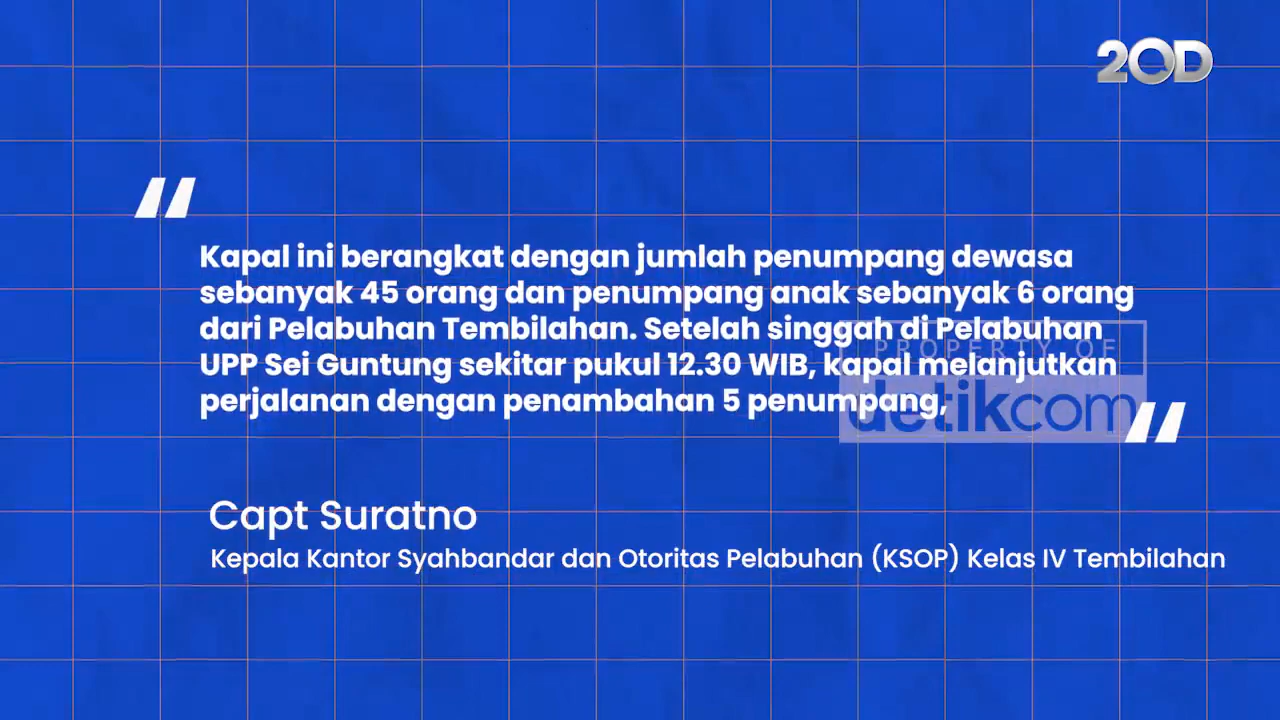 20D
“
Kapal ini berangkat dengan jumlah penumpang dewasa
sebanyak 45 orang dan penumpang anak sebanyak 6 orang
dari Pelabuhan Tembilahan. Setelah singgah di Pelabuhan
UPP Sei Guntung sekitar pukul 12.30 WIB, kapal melanjutkan
perjalanan dengan penambahan 5 penumpang,
”
PROPERTY OF
detikcom
Capt Suratno
Kepala Kantor Syahbandar dan Otoritas Pelabuhan (KSOP) Kelas IV Tembilahan